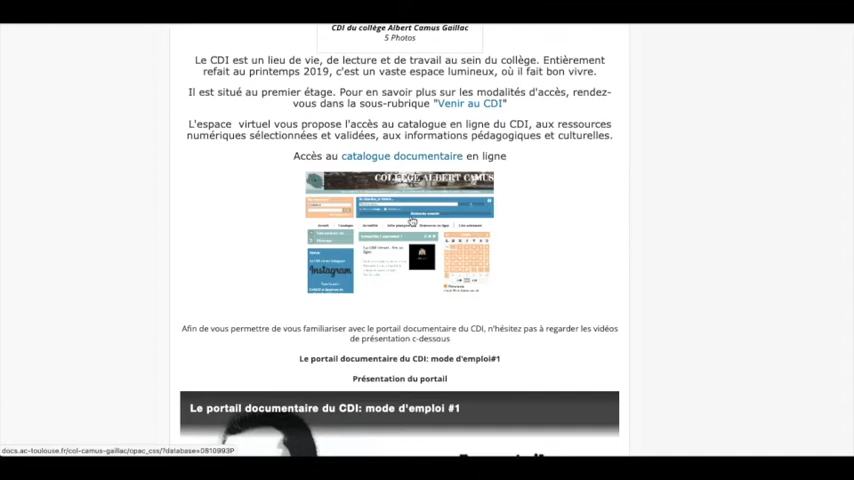 CDI du collège Albert Camus Gaillac
5 Photos
Le CDI est un lieu de vie, de lecture et de travail au sein du collège. Entièrement
refait au printemps 2019, c'est un vaste espace lumineux, où il fait bon vivre.
Il est situé au premier étage. Pour en savoir plus sur les modalités d'accès, rendez-
vous dans la sous-rubrique "Venir au CDI"
L'espace virtuel vous propose l'accès au catalogue en ligne du CDI, aux ressources
numériques sélectionnées et validées, aux informations pédagogiques et culturelles.
Accès au catalogue documentaire en ligne
COLLÈGE ALBERT CAMUS
Instagram
Afin de vous permettre de vous familiariser avec le portail documentaire du CDI, n'hésitez pas à regarder les vidéos
de présentation c-dessous
Le portail documentaire du CDI: mode d'emploi#1
Présentation du portail
Le portail documentaire du CDI: mode d'emploi #1
docs.ac-toulouse.fr/col-camus-gaillac/opac_css/?database=0810993P